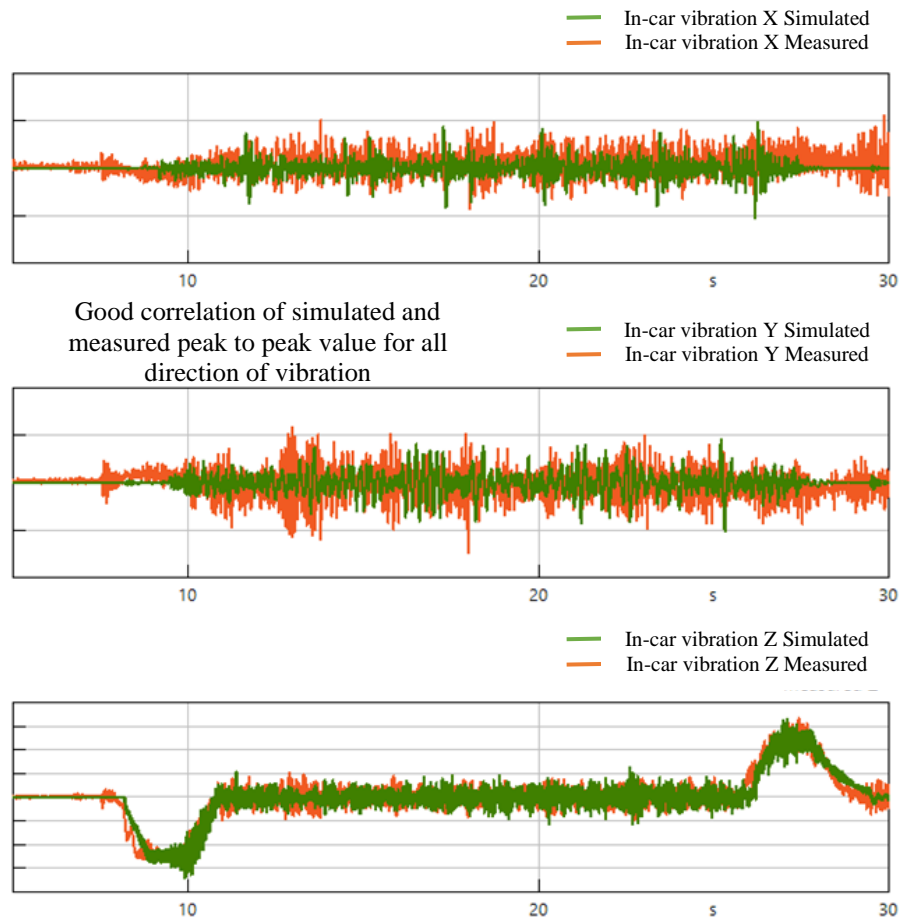 In-car vibration X Simulated
In-car vibration X Measured
10
20
s
30
Good correlation of simulated and
measured peak to peak value for all
direction of vibration
In-car vibration Y Simulated
In-car vibration Y Measured
10
20
s
30
In-car vibration Z Simulated
In-car vibration Z Measured
10
20
s
30